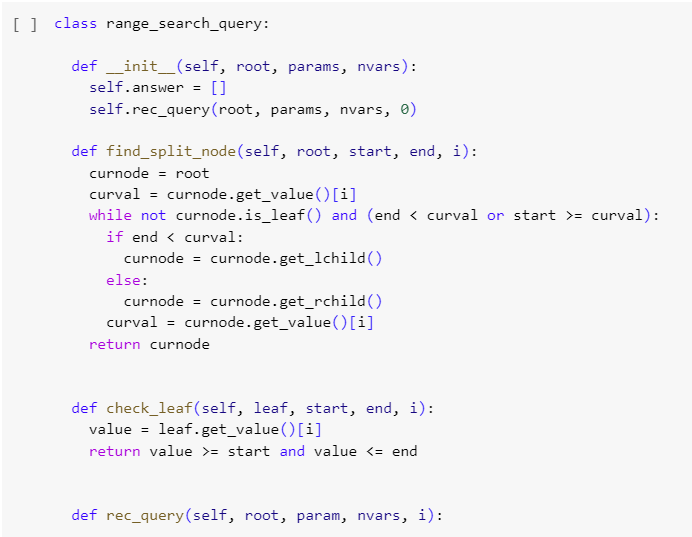 [ ] class range_search_query:
def __init__(self, root, params, nvars):
self.answer = []
self.rec_query(root, params, nvars, 0)
def find_split_node(self, root, start, end, i):
curnode = root
curval = curnode.get_value()[i]
while not curnode.is_leaf() and (end < curval or start >= curval):
if end < curval:
curnode = curnode.get_lchild()
else:
curnode = curnode.get_rchild()
curval = curnode.get_value()[i]
return curnode
def check_leaf(self, leaf, start, end, i):
value = leaf.get_value()[i]
return value >= start and value <= end
def rec_query(self, root, param, nvars, i):